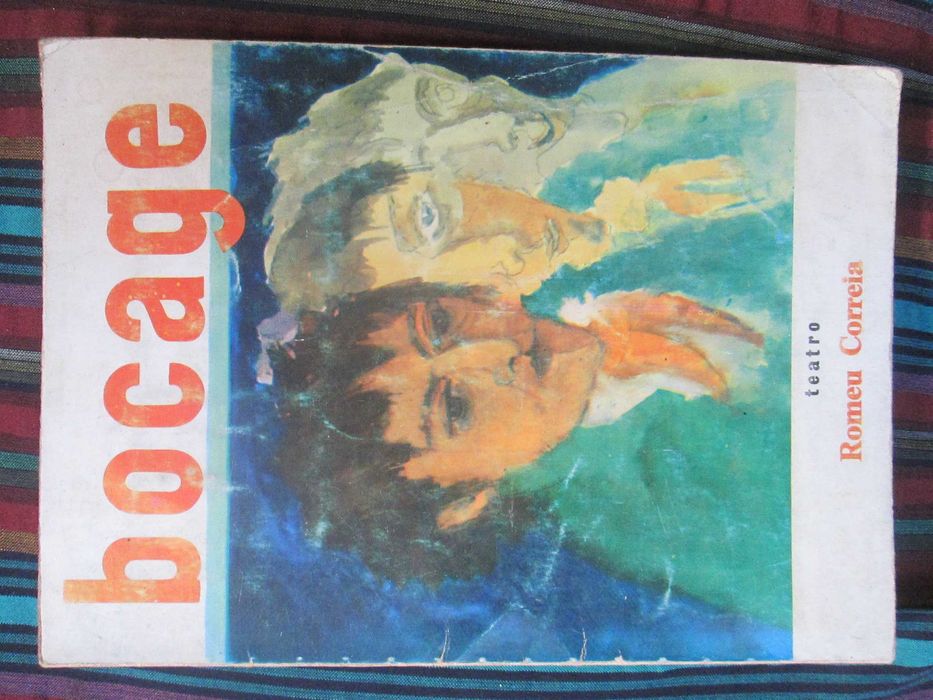 bocage
teatro
Romeu Correia